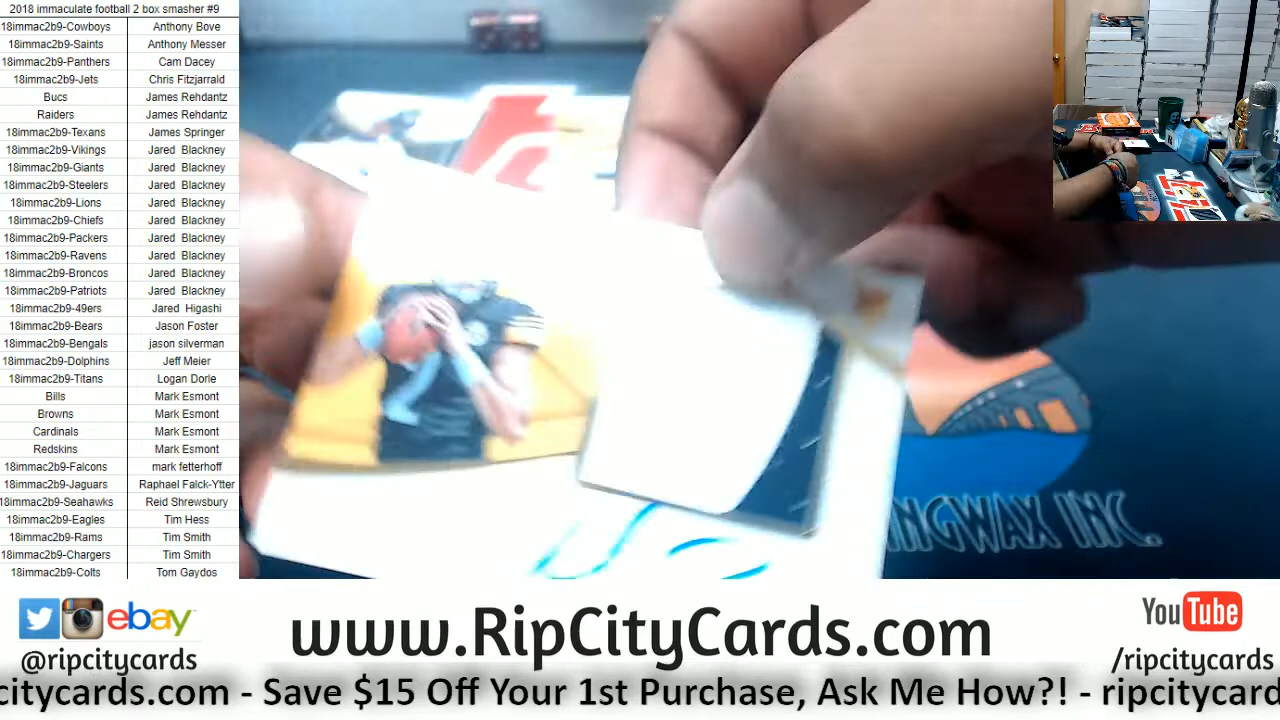 2018 immaculate football 2 box smasher #9
18immac2b9-Cowboys Anthony Bove
18immac2b9-Saints Anthony Messer
18immac2b9-Panthers Cam Dacey
18immac2b9-Jets Chris Fitzjarrald
Bucs James Rehdantz
Raiders James Rehdantz
18immac2b9-Texans James Springer
18immac2b9-Vikings Jared Blackney
18immac2b9-Giants Jared Blackney
18immac2b9-Steelers Jared Blackney
18immac2b9-Lions Jared Blackney
18immac2b9-Chiefs Jared Blackney
18immac2b9-Packers Jared Blackney
18immac2b9-Ravens Jared Blackney
18immac2b9-Broncos Jared Blackney
18immac2b9-Patriots Jared Blackney
18immac2b9-49ers Jared Higashi
18immac2b9-Bears Jason Foster
18immac2b9-Bengals jason silverman
18immac2b9-Dolphins Jeff Meier
18immac2b9-Titans Logan Dorle
Bills Mark Esmont
Browns Mark Esmont
Cardinals Mark Esmont
Redskins Mark Esmont
18immac2b9-Falcons mark fetterhoff
18immac2b9-Jaguars Raphael Falck-Ytter
18immac2b9-Seahawks Reid Shrewsbury
18immac2b9-Eagles Tim Hess
18immac2b9-Rams Tim Smith
18immac2b9-Chargers Tim Smith
18immac2b9-Colts Tom Gaydos
INGWAX INC.
ebay
@ripcitycards
www.RipCityCards.com
YouTube
/ripcitycards
citycards.com - Save $15 Off Your 1st Purchase, Ask Me How?! - ripcitycard